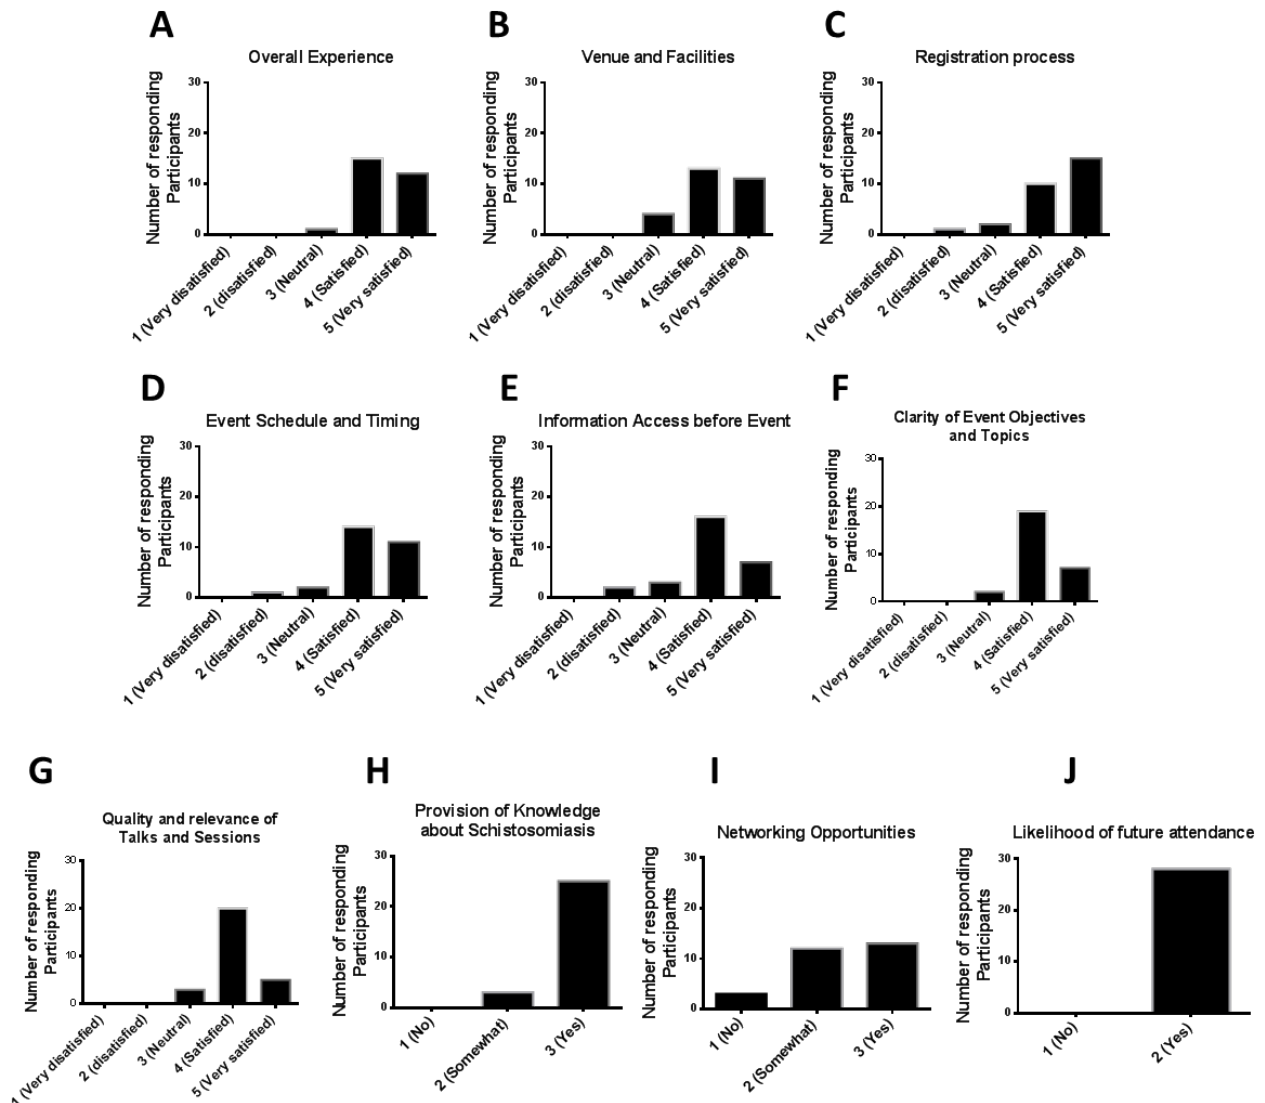 A
Overall Experience
Number of responding
Participants
30
20
10
0
1 (Very disatisfied)
2 (disatisfied)
3 (Neutral)
4 (Satisfied)
5 (Very satisfied)
B
Venue and Facilities
Number of responding
Participants
30
20
10
0
1 (Very disatisfied)
2 (disatisfied)
3 (Neutral)
4 (Satisfied)
5 (Very satisfied)
C
Registration process
Number of responding
Participants
30
20
10
0
1 (Very disatisfied)
2 (disatisfied)
3 (Neutral)
4 (Satisfied)
5 (Very satisfied)
D
Event Schedule and Timing
Number of responding
Participants
30
20
10
0
1 (Very disatisfied)
2 (disatisfied)
3 (Neutral)
4 (Satisfied)
5 (Very satisfied)
E
Information Access before Event
Number of responding
Participants
30
20
10
0
1 (Very disatisfied)
2 (disatisfied)
3 (Neutral)
4 (Satisfied)
5 (Very satisfied)
F
Clarity of Event Objectives
and Topics
Number of responding
Participants
30
20
10
0
1 (Very disatisfied)
2 (disatisfied)
3 (Neutral)
4 (Satisfied)
5 (Very satisfied)
G
Quality and relevance of
Talks and Sessions
Number of responding
Participants
30
20
10
0
1 (Very disatisfied)
2 (disatisfied)
3 (Neutral)
4 (Satisfied)
5 (Very satisfied)
H
Provision of Knowledge
about Schistosomiasis
Number of responding
Participants
30
20
10
0
1 (No)
2 (Somewhat)
3 (Yes)
I
Networking Opportunities
Number of responding
Participants
30
20
10
0
1 (No)
2 (Somewhat)
3 (Yes)
J
Likelihood of future attendance
Number of responding
Participants
30
20
10
0
1 (No)
2 (Yes)